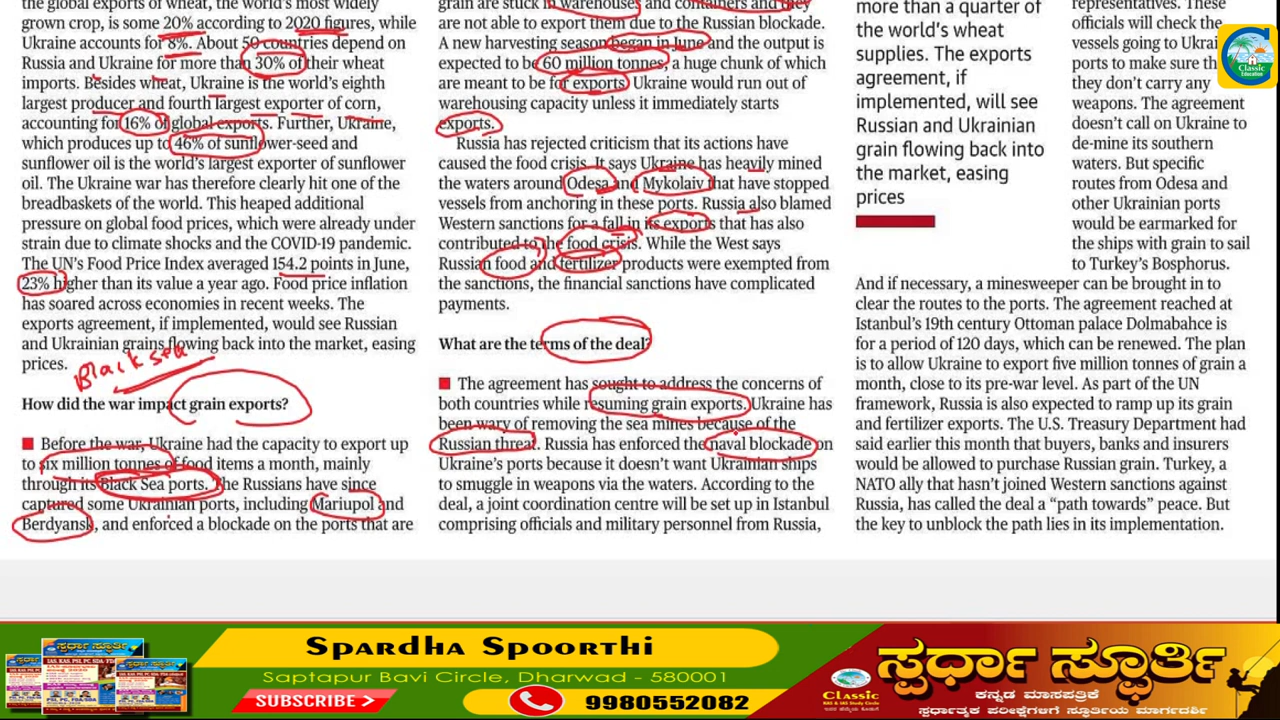 the global exports of wheat, the world's most widely
grown crop, is some 20% according to 2020 figures, while
Ukraine accounts for 8%. About 50 countries depend on
Russia and Ukraine for more than 30% of their wheat
imports. Besides wheat, Ukraine is the world's eighth
largest producer and fourth largest exporter of corn,
accounting for 16% of global exports. Further, Ukraine,
which produces up to 46% of sunflower-seed and
sunflower oil is the world's largest exporter of sunflower
oil. The Ukraine war has therefore clearly hit one of the
breadbaskets of the world. This heaped additional
pressure on global food prices, which were already under
strain due to climate shocks and the COVID-19 pandemic.
The UN's Food Price Index averaged 154.2 points in June,
23% higher than its value a year ago. Food price inflation
has soared across economies in recent weeks. The
exports agreement, if implemented, would see Russian
and Ukrainian grains flowing back into the market, easing
prices.
Black sea
How did the war impact grain exports?
■ Before the war, Ukraine had the capacity to export up
to six million tonnes of food items a month, mainly
through its Black Sea ports. The Russians have since
captured some Ukrainian ports, including Mariupol and
Berdyansk, and enforced a blockade on the ports that are
grain are stuck in warehouses and containers and they
are not able to export them due to the Russian blockade.
A new harvesting season began in June and the output is
expected to be 60 million tonnes, a huge chunk of which
are meant to be for exports. Ukraine would run out of
warehousing capacity unless it immediately starts
exports.
Russia has rejected criticism that its actions have
caused the food crisis. It says Ukraine has heavily mined
the waters around Odesa and Mykolaiv that have stopped
vessels from anchoring in these ports. Russia also blamed
Western sanctions for a fall in its exports that has also
contributed to the food crisis. While the West says
Russian food and fertilizer products were exempted from
the sanctions, the financial sanctions have complicated
payments.
What are the terms of the deal?
■ The agreement has sought to address the concerns of
both countries while resuming grain exports. Ukraine has
been wary of removing the sea mines because of the
Russian threat. Russia has enforced the naval blockade on
Ukraine's ports because it doesn't want Ukrainian ships
to smuggle in weapons via the waters. According to the
deal, a joint coordination centre will be set up in Istanbul
comprising officials and military personnel from Russia,
more than a quarter of
the world's wheat
supplies. The exports
agreement, if
implemented, will see
Russian and Ukrainian
grain flowing back into
the market, easing
prices
representatives. These
officials will check the
vessels going to
ports to make sure
they don't carry any
weapons. The agreement
doesn't call on Ukraine to
de-mine its southern
waters. But specific
routes from Odesa and
other Ukrainian ports
would be earmarked for
the ships with grain to sail
to Turkey's Bosphorus.
And if necessary, a minesweeper can be brought in to
clear the routes to the ports. The agreement reached at
Istanbul's 19th century Ottoman palace Dolmabahce is
for a period of 120 days, which can be renewed. The plan
is to allow Ukraine to export five million tonnes of grain a
month, close to its pre-war level. As part of the UN
framework, Russia is also expected to ramp up its grain
and fertilizer exports. The U.S. Treasury Department had
said earlier this month that buyers, banks and insurers
would be allowed to purchase Russian grain. Turkey, a
NATO ally that hasn't joined Western sanctions against
Russia, has called the deal a "path towards" peace. But
the key to unblock the path lies in its implementation.
Classic
Education
Spardha Spoorthi
Saptapur Bavi Circle, Dharwad - 580001
SUBSCRIBE
9980552082
Classic
KAS & IAS Study Circle
ಸ್ಪರ್ಧಾ ಸ್ಪೂರ್ತಿ
ಕನ್ನಡ ಮಾಸಪತ್ರಿಕೆ
ಸ್ಪರ್ಧಾತ್ಮಕ ಪರೀಕ್ಷೆಗಳಿಗೆ ಸ್ಪೂರ್ತಿಯ ಮಾರ್ಗದರ್ಶಿ